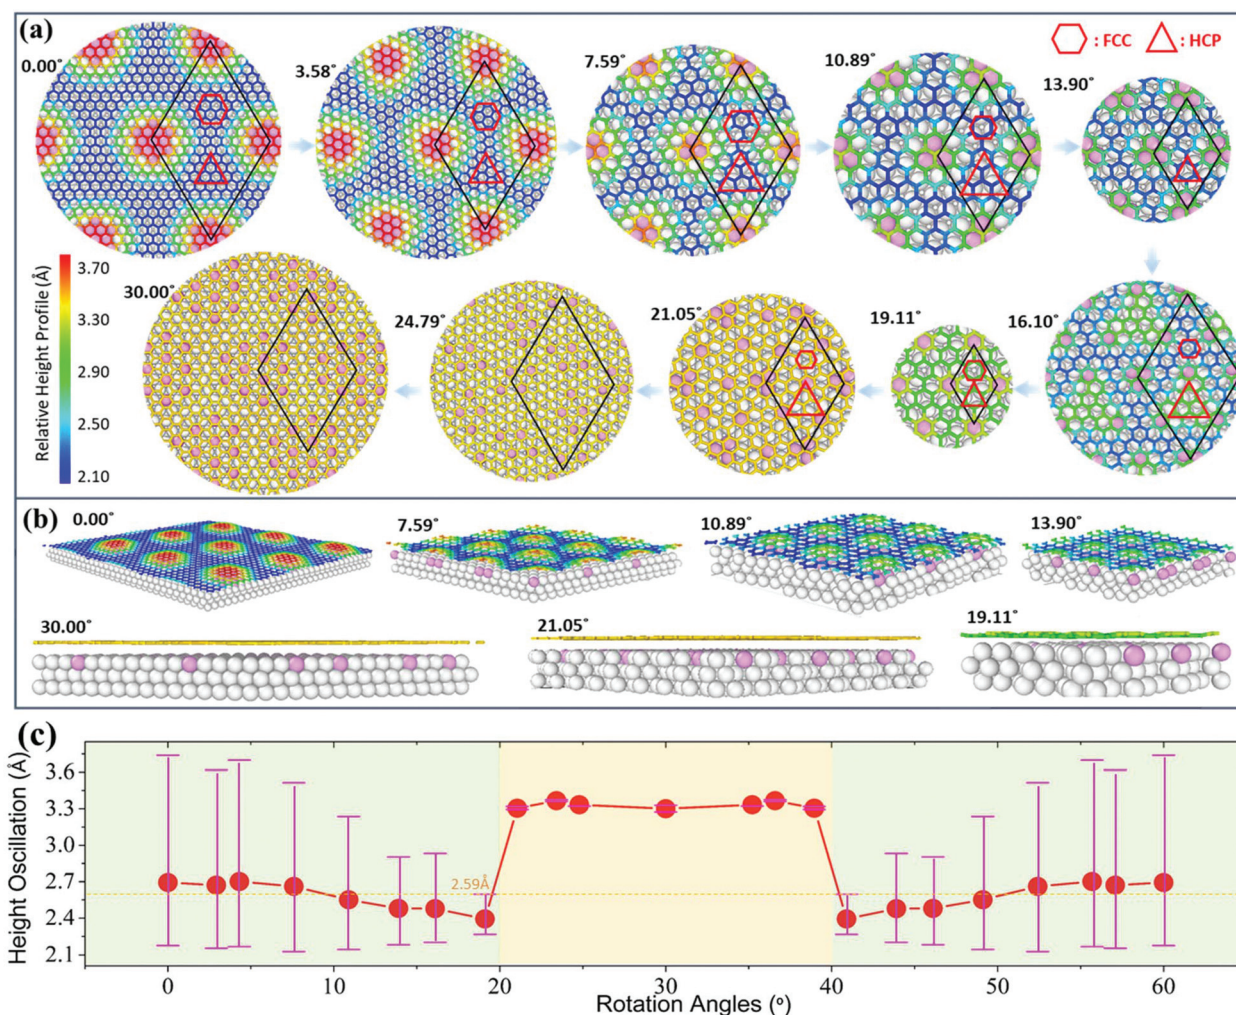 (a)
0.00°
3.58°
7.59°
10.89°
: FCC
: HCP
13.90°
Relative Height Profile (Å)
3.70
3.30
2.90
2.50
2.10
30.00°
24.79°
21.05°
19.11°
16.10°
(b)
0.00°
7.59°
10.89°
13.90°
30.00°
21.05°
19.11°
(c)
Height Oscillation (Å)
3.6
3.3
3.0
2.7
2.4
2.1
2.59Å
0 10 20 30 40 50 60
Rotation Angles (º)